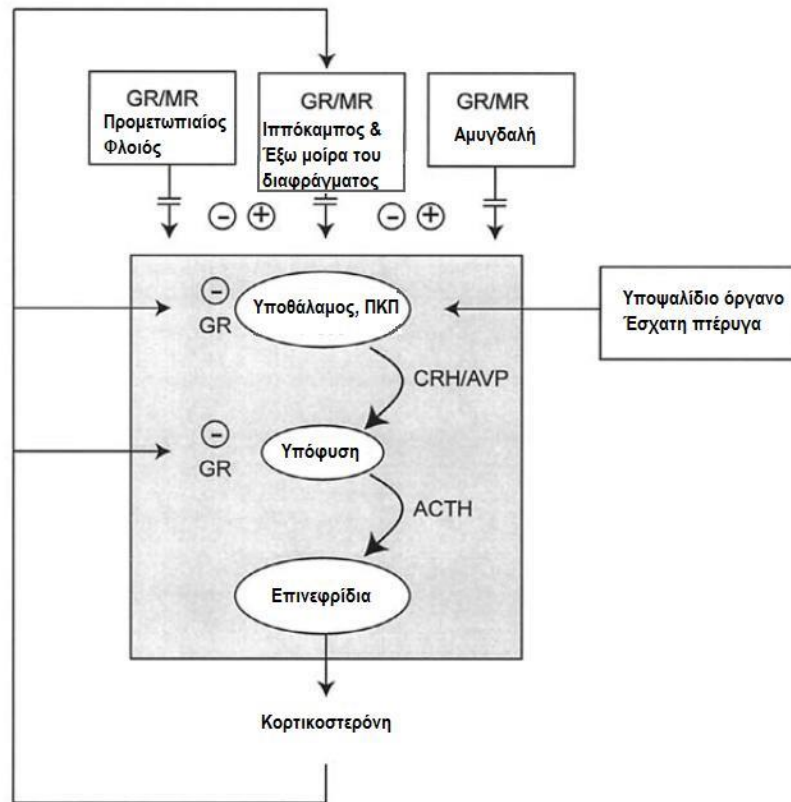 GR/MR
Προμετωπιαίος
Φλοιός
GR/MR
Ιππόκαμπος &
Έξω μοίρα του
διαφράγματος
GR/MR
Αμυγδαλή
- +
- +
-
GR
Υποθάλαμος, ΠΚΠ
Υποψαλίδιο όργανο
Έσχατη πτέρυγα
CRH/AVP
-
GR
Υπόφυση
ACTH
Επινεφρίδια
Κορτικοστερόνη